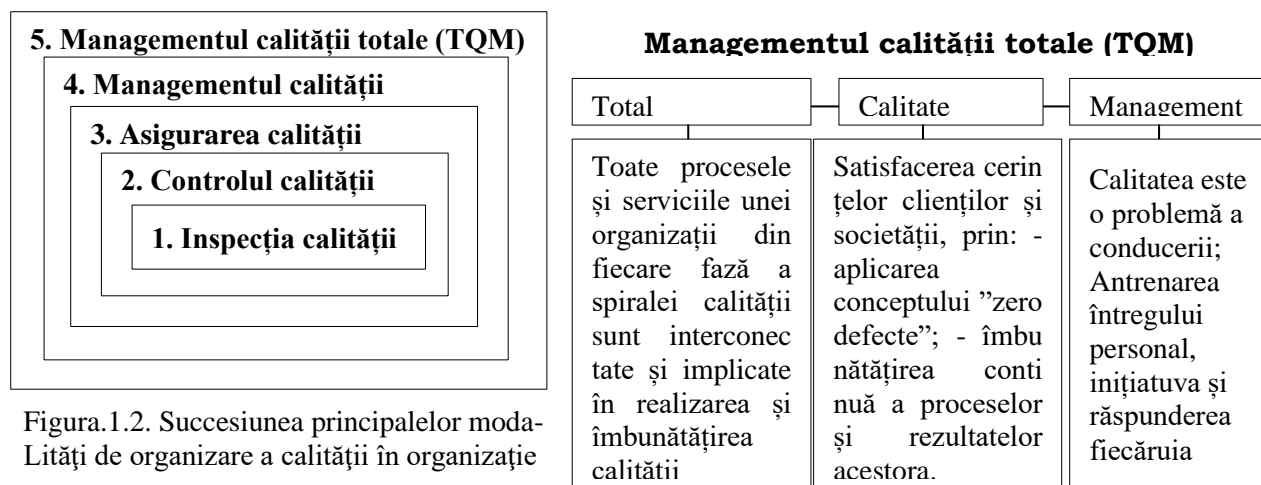 5. Managementul calității totale (TQM)
4. Managementul calității
3. Asigurarea calității
2. Controlul calității
1. Inspecția calității
Figura.1.2. Succesiunea principalelor moda-
Lităţi de organizare a calităţii în organizaţie
Managementul calității totale (TQM)
Total
Calitate
Management
Toate procesele
și serviciile unei
organizații din
fiecare fază a
spiralei calității
sunt interconec
tate și implicate
în realizarea și
îmbunătățirea
calității
Satisfacerea cerin
țelor clienților și
societății, prin: -
aplicarea
conceptului ”zero
defecte”; - îmbu
nătățirea conti
nuă a proceselor
și rezultatelor
acestora.
Calitatea este
o problemă a
conducerii;
Antrenarea
întregului
personal,
inițiatuva și
răspunderea
fiecăruia